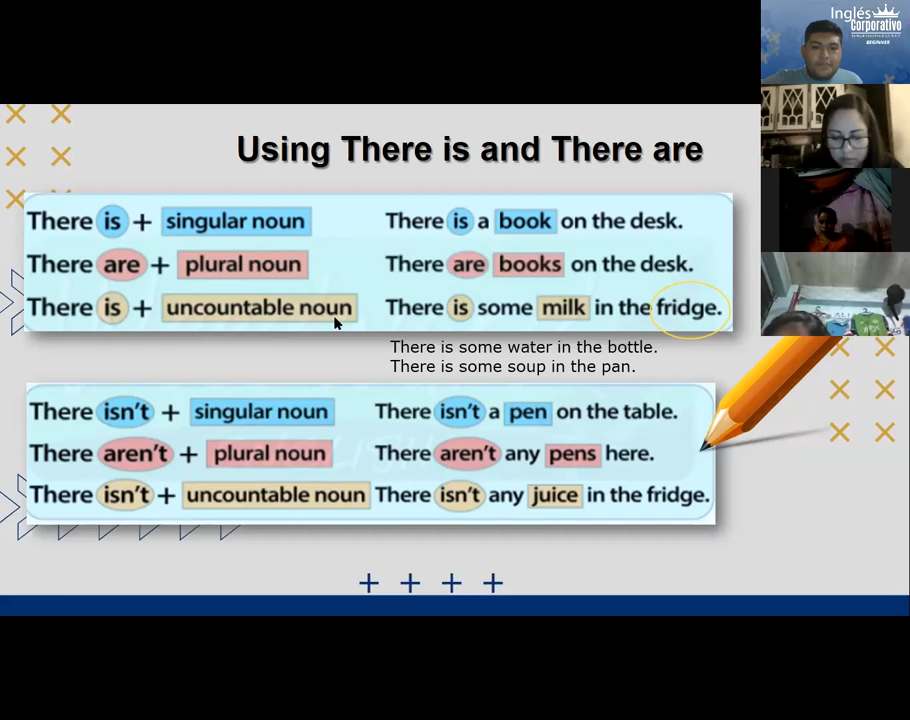 Inglés
Corporativo
BEGINNER
Using There is and There are
There is + singular noun There is a book on the desk.
There are + plural noun There are books on the desk.
There is + uncountable noun There is some milk in the fridge.
There is some water in the bottle.
There is some soup in the pan.
There isn't + singular noun There isn't a pen on the table.
There aren't + plural noun There aren't any pens here.
There isn't + uncountable noun There isn't any juice in the fridge.